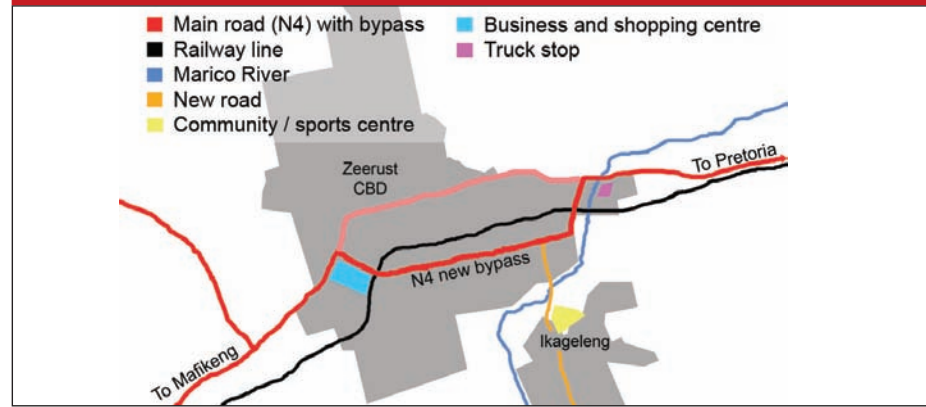 Main road (N4) with bypass
Railway line
Marico River
New road
Community / sports centre
Business and shopping centre
Truck stop
Zeerust
CBD
To Pretoria
N4 new bypass
Ikageleng
To Mafikeng